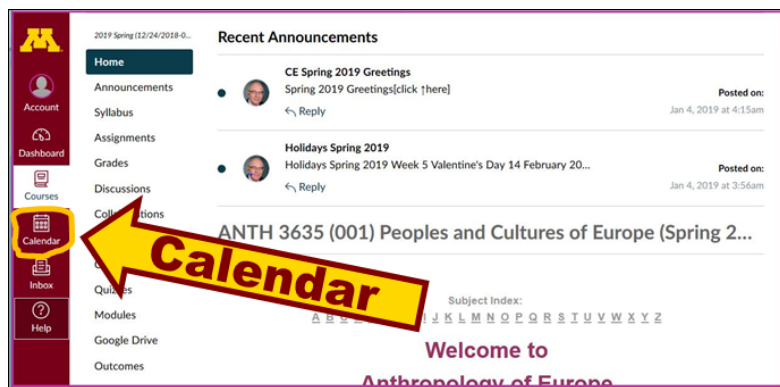 M
Account
Dashboard
Courses
Calendar
Inbox
Help
2019 Spring (12/24/2018-0...
Home
Announcements
Syllabus
Assignments
Grades
Discussions
Modules
Google Drive
Outcomes
Recent Announcements
CE Spring 2019 Greetings
Spring 2019 Greetings[click ↑here]
Reply
Posted on:
Jan 4, 2019 at 4:15am
Holidays Spring 2019
Holidays Spring 2019 Week 5 Valentine's Day 14 February 20...
Reply
Posted on:
Jan 4, 2019 at 3:56am
ANTH 3635 (001) Peoples and Cultures of Europe (Spring 2...
Calendar
Subject Index:
A B I J K L M N O P Q R S T U V W X Y Z
Welcome to
Anthropology of Europe